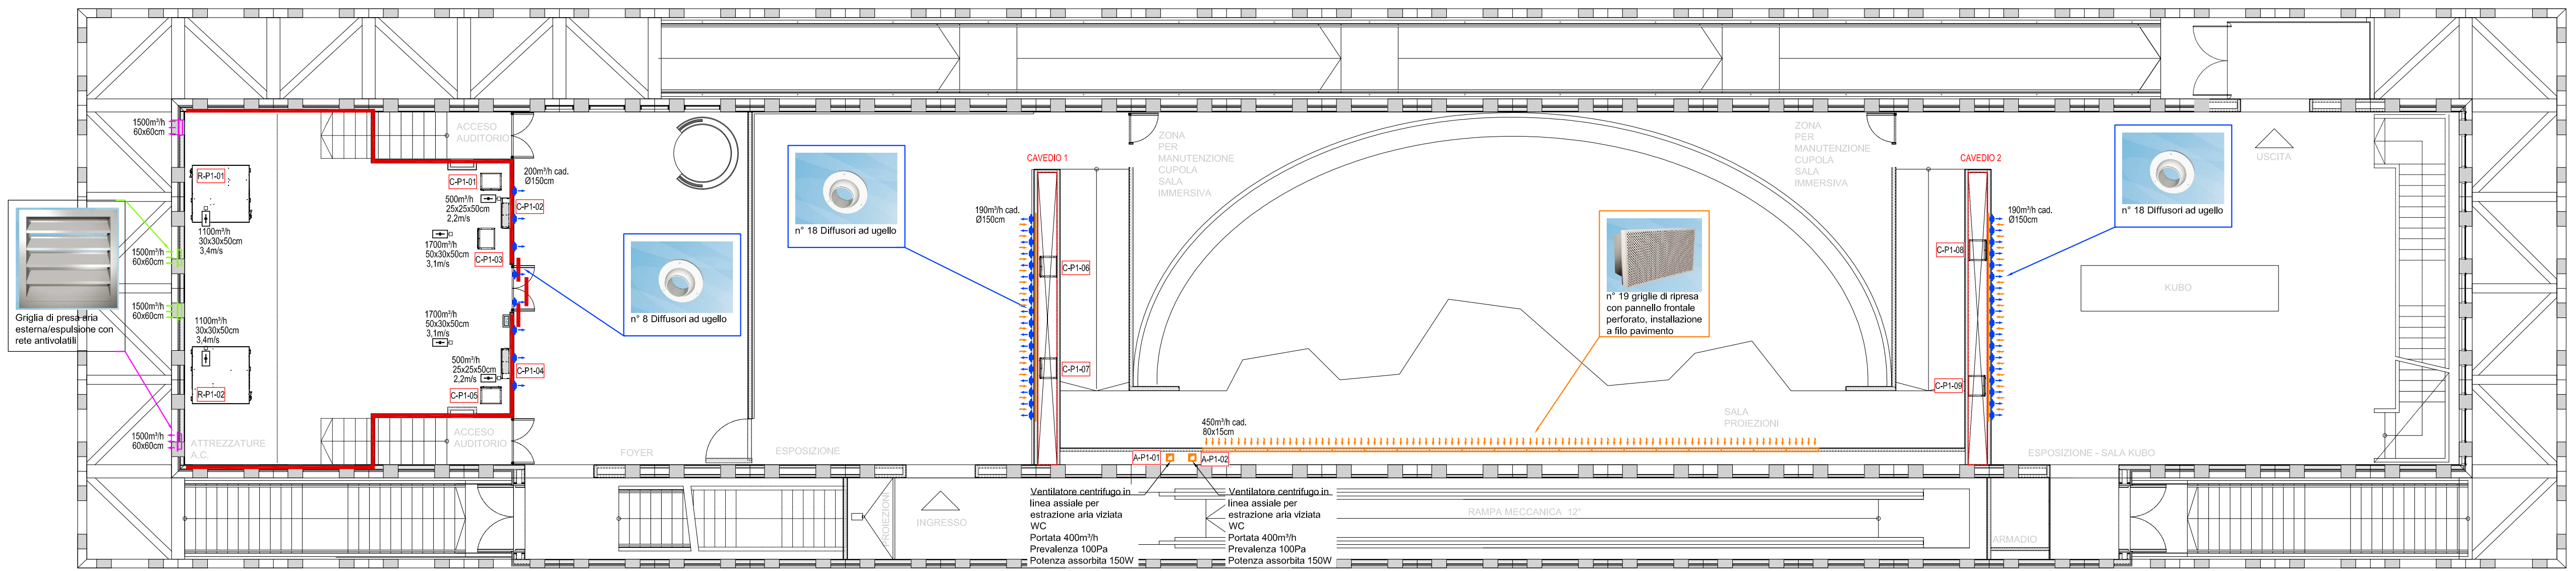 1500m³/h
60x60cm
R-P1-01
1100m³/h
30x30x50cm
3,4m/s
1500m³/h
60x60cm
1500m³/h
60x60cm
Griglia di presa aria
esterna/espulsione con
rete antivolatili
1100m³/h
30x30x50cm
3,4m/s
R-P1-02
1500m³/h
60x60cm
ATTREZZATURE
A.C.
ACCESO
AUDITORIO
C-P1-01
500m³/h
25x25x50cm
2,2m/s
C-P1-02
200m³/h cad.
Ø150cm
1700m³/h
50x30x50cm
3,1m/s
C-P1-03
1700m³/h
50x30x50cm
3,1m/s
500m³/h
25x25x50cm
2,2m/s
C-P1-04
C-P1-05
ACCESO
AUDITORIO
n° 8 Diffusori ad ugello
FOYER
n° 18 Diffusori ad ugello
ESPOSIZIONE
190m³/h cad.
Ø150cm
CAVEDIO 1
C-P1-06
C-P1-07
ZONA
PER
MANUTENZIONE
CUPOLA
SALA
IMMERSIVA
n° 19 griglie di ripresa
con pannello frontale
perforato, installazione
a filo pavimento
ZONA
PER
MANUTENZIONE
CUPOLA
SALA
IMMERSIVA
450m³/h cad.
80x15cm
SALA
PROIEZIONI
CAVEDIO 2
C-P1-08
C-P1-09
190m³/h cad.
Ø150cm
n° 18 Diffusori ad ugello
USCITA
KUBO
ESPOSIZIONE - SALA KUBO
A-P1-01
A-P1-02
PROIEZIONI
INGRESSO
Ventilatore centrifugo in
linea assiale per
estrazione aria viziata
WC
Portata 400m³/h
Prevalenza 100Pa
Potenza assorbita 150W
Ventilatore centrifugo in
linea assiale per
estrazione aria viziata
WC
Portata 400m³/h
Prevalenza 100Pa
Potenza assorbita 150W
RAMPA MECCANICA 12°
ARMADIO